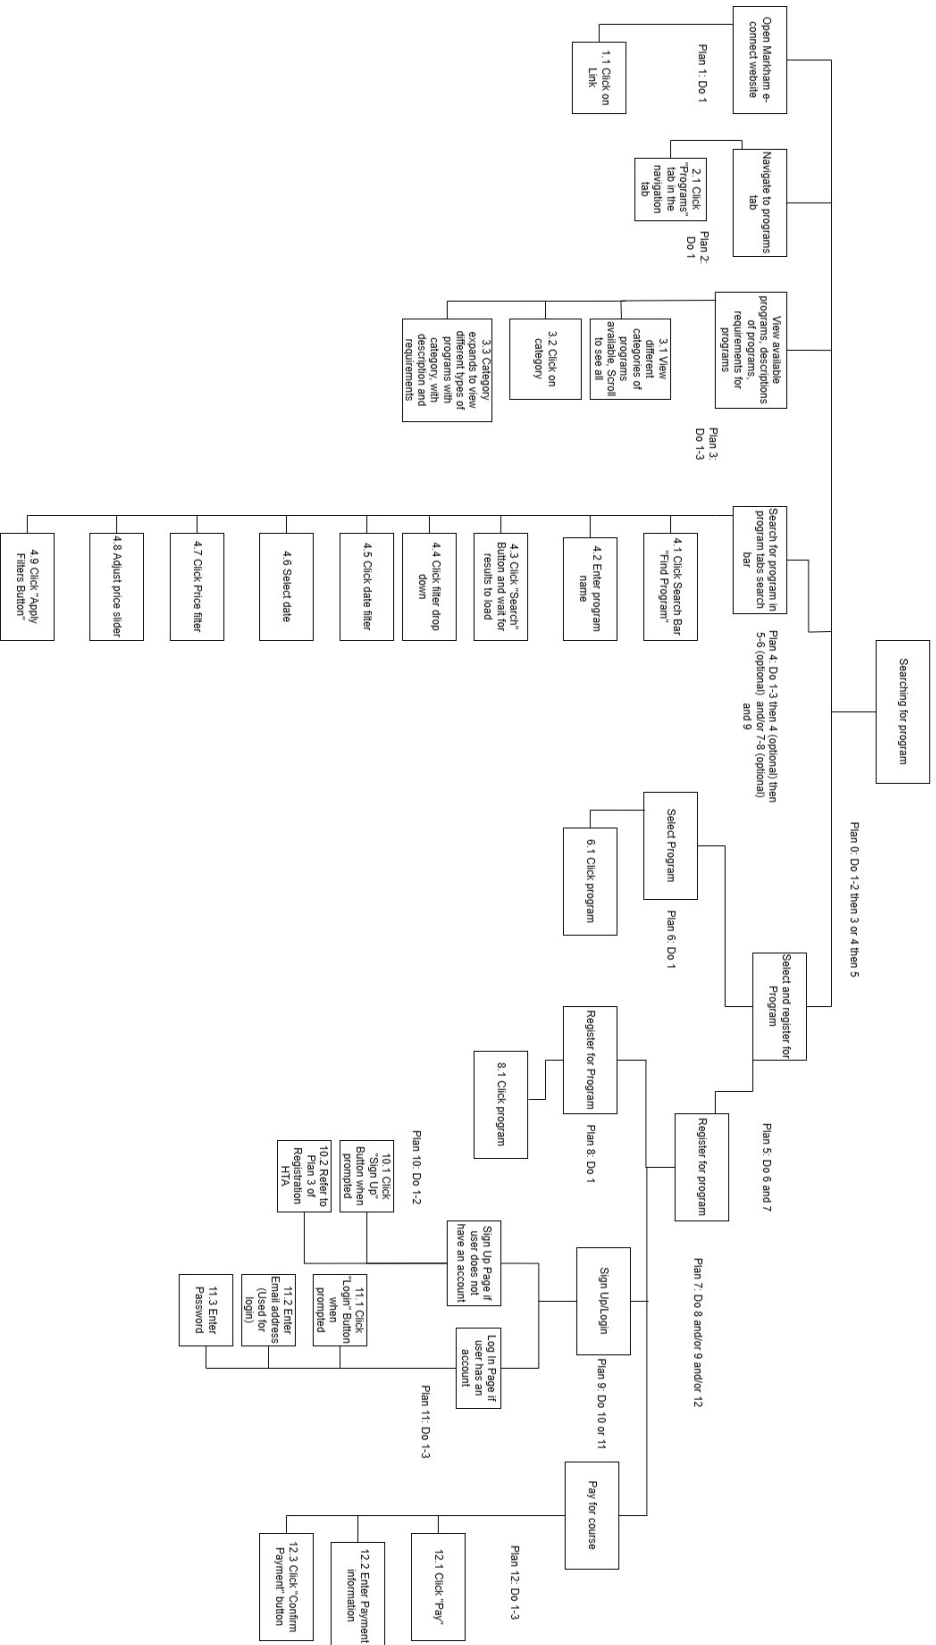 Searching for program
Plan 0: Do 1-2 then 3 or 4 then 5
Open Markham e-
connect website
Plan 1: Do 1
1.1 Click on
Link
Navigate to programs
tab
2.1 Click
"Programs"
tab in the
navigation
tab
Plan 2:
Do 1
View available
programs, descriptions
of programs,
requirements for
programs
Plan 3:
Do 1-3
3.1 View
different
categories of
programs
available, Scroll
to see all
3.2 Click on
category
3.3 Category
expands to view
different types of
programs with
category, with
description and
requirements
Search for program in
program tabs search
bar
Plan 4: Do 1-3 then 4 (optional) then
5-6 (optional) and/or 7-8 (optional)
and 9
4.1 Click Search Bar
"Find Program"
4.2 Enter program
name
4.3 Click "Search"
Button and wait for
results to load
4.4 Click filter drop
down
4.5 Click date filter
4.6 Select date
4.7 Click Price filter
4.8 Adjust price slider
4.9 Click "Apply
Filters Button"
Select and register for
Program
Plan 5: Do 6 and 7
Select Program
Plan 6: Do 1
6.1 Click program
Register for program
Plan 7: Do 8 and/or 9 and/or 12
Register for Program
Plan 8: Do 1
8.1 Click program
Sign Up/Login
Plan 9: Do 10 or 11
Sign Up Page if
user does not
have an account
Plan 10: Do 1-2
10.1 Click
"Sign Up"
Button when
prompted
10.2 Refer to
Plan 3 of
Registration
HTA
Log In Page if
user has an
account
Plan 11: Do 1-3
11.1 Click
"Login" Button
when
prompted
11.2 Enter
Email address
(Used for
login)
11.3 Enter
Password
Pay for course
Plan 12: Do 1-3
12.1 Click "Pay"
12.2 Enter Payment
information
12.3 Click "Confirm
Payment" button